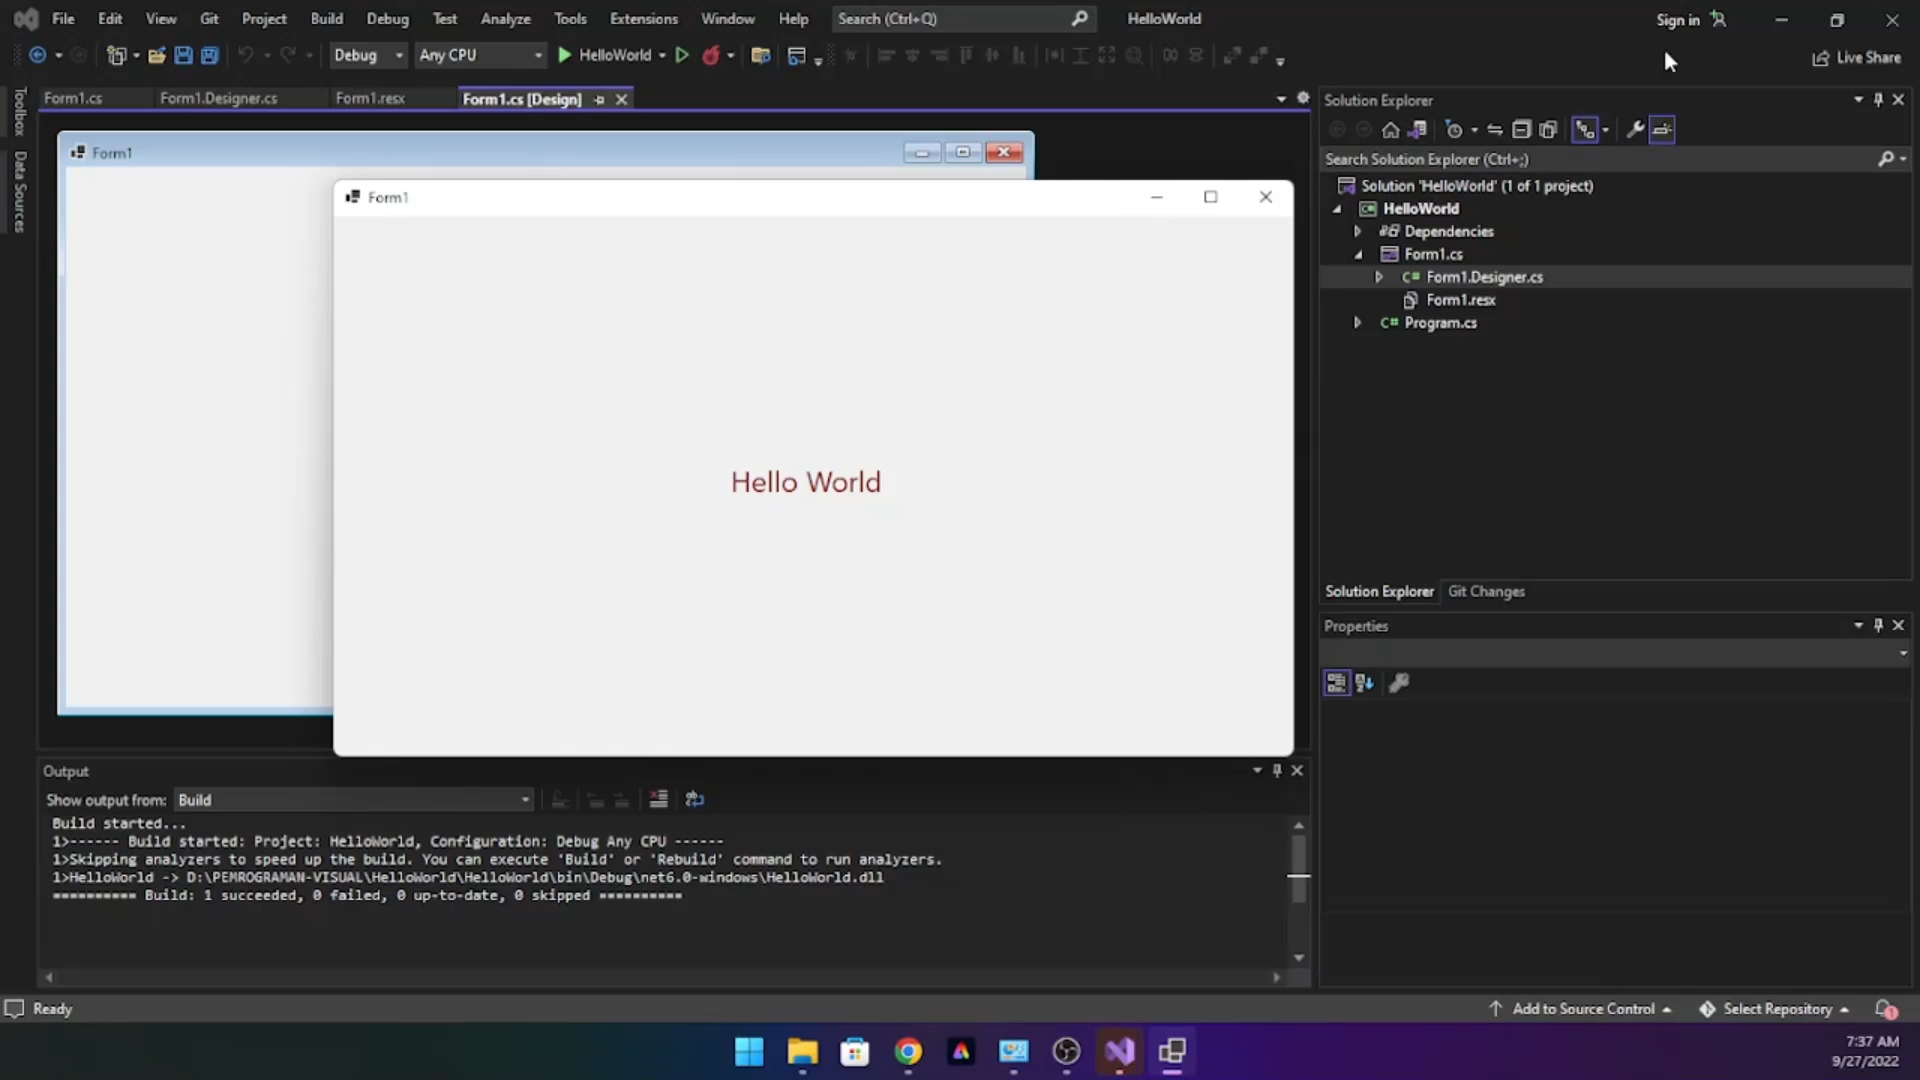 File Edit View Git Project Build Debug Test Analyze Tools Extensions Window Help Search (Ctrl+Q) HelloWorld Sign in
Debug Any CPU HelloWorld Live Share
Toolbox
Data Sources
Form1.cs Form1.Designer.cs Form1.resx Form1.cs [Design]
Form1
Form1
Hello World
Solution Explorer
Search Solution Explorer (Ctrl+;)
Solution 'HelloWorld' (1 of 1 project)
HelloWorld
Dependencies
Form1.cs
C# Form1.Designer.cs
Form1.resx
C# Program.cs
Solution Explorer Git Changes
Properties
Output
Show output from: Build
Build started...
1>------ Build started: Project: HelloWorld, Configuration: Debug Any CPU ------
1>Skipping analyzers to speed up the build. You can execute 'Build' or 'Rebuild' command to run analyzers.
1>HelloWorld -> D:\PEMROGRAMAN-VISUAL\HelloWorld\HelloWorld\bin\Debug\net6.0-windows\HelloWorld.dll
========== Build: 1 succeeded, 0 failed, 0 up-to-date, 0 skipped ==========
Ready Add to Source Control Select Repository 1
7:37 AM
9/27/2022